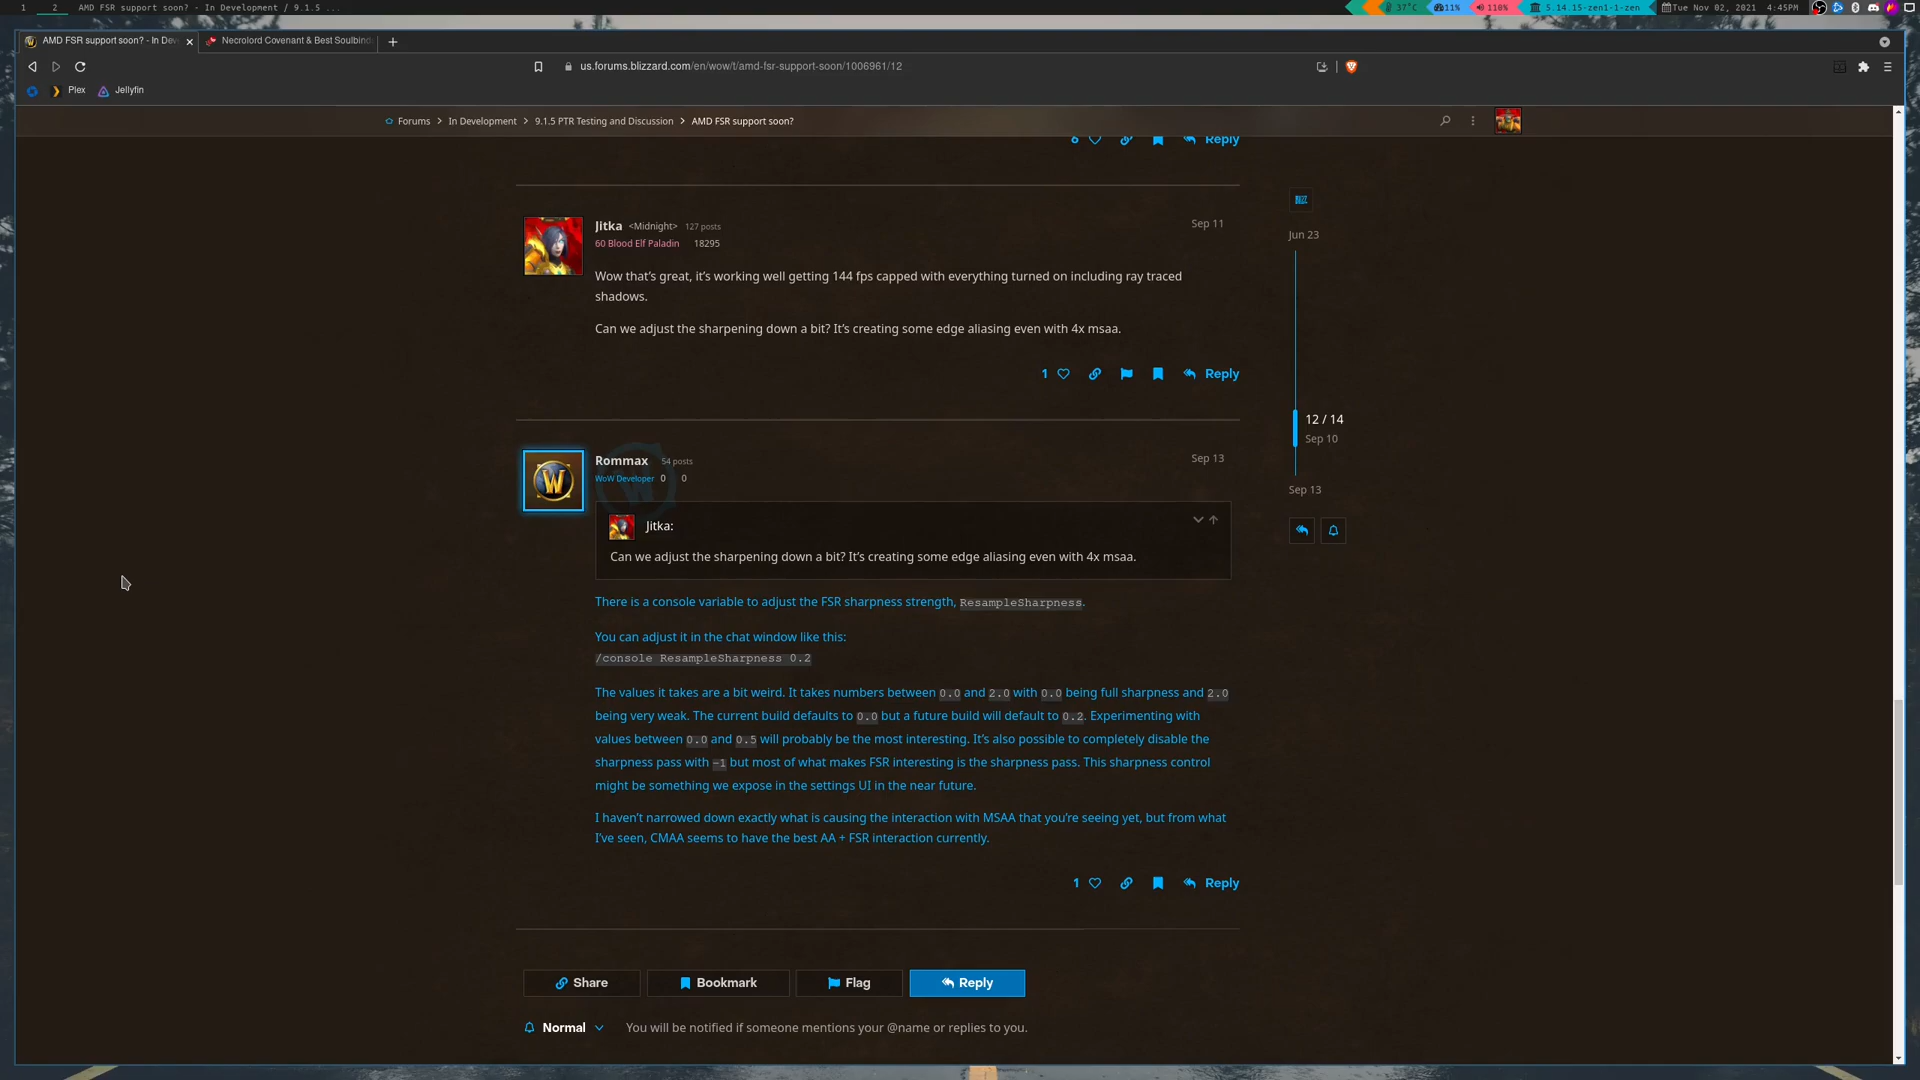 1 2 AMD FSR support soon? - In Development / 9.1.5 ... 37°C 11% 110% 5.14.15-zen1-1-zen Tue Nov 02, 2021 4:45PM
AMD FSR support soon? - In Dev Necrolord Covenant & Best Soulbind
us.forums.blizzard.com/en/wow/t/amd-fsr-support-soon/1006961/12
Plex Jellyfin
Forums > In Development > 9.1.5 PTR Testing and Discussion > AMD FSR support soon?
6 Reply
Jitka <Midnight> 127 posts Sep 11
60 Blood Elf Paladin 18295
Wow that's great, it's working well getting 144 fps capped with everything turned on including ray traced
shadows.
Can we adjust the sharpening down a bit? It's creating some edge aliasing even with 4x msaa.
1 Reply
BLIZZ
Jun 23
12 / 14
Sep 10
Sep 13
Rommax 54 posts Sep 13
WoW Developer 0 0
Jitka:
Can we adjust the sharpening down a bit? It's creating some edge aliasing even with 4x msaa.
There is a console variable to adjust the FSR sharpness strength, ResampleSharpness.
You can adjust it in the chat window like this:
/console ResampleSharpness 0.2
The values it takes are a bit weird. It takes numbers between 0.0 and 2.0 with 0.0 being full sharpness and 2.0
being very weak. The current build defaults to 0.0 but a future build will default to 0.2. Experimenting with
values between 0.0 and 0.5 will probably be the most interesting. It's also possible to completely disable the
sharpness pass with -1 but most of what makes FSR interesting is the sharpness pass. This sharpness control
might be something we expose in the settings UI in the near future.
I haven't narrowed down exactly what is causing the interaction with MSAA that you're seeing yet, but from what
I've seen, CMAA seems to have the best AA + FSR interaction currently.
1 Reply
Share Bookmark Flag Reply
Normal You will be notified if someone mentions your @name or replies to you.